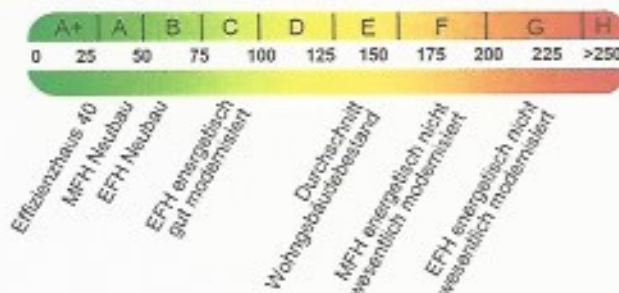 A+ A B C D E F G H
0 25 50 75 100 125 150 175 200 225 >250
Effizienzhaus 40
MFH Neubau
EFH Neubau
EFH energetisch
gut modernisiert
Durchschnitt
Wohngebäudebestand
MFH energetisch nicht
wesentlich modernisiert
EFH energetisch nicht
wesentlich modernisiert